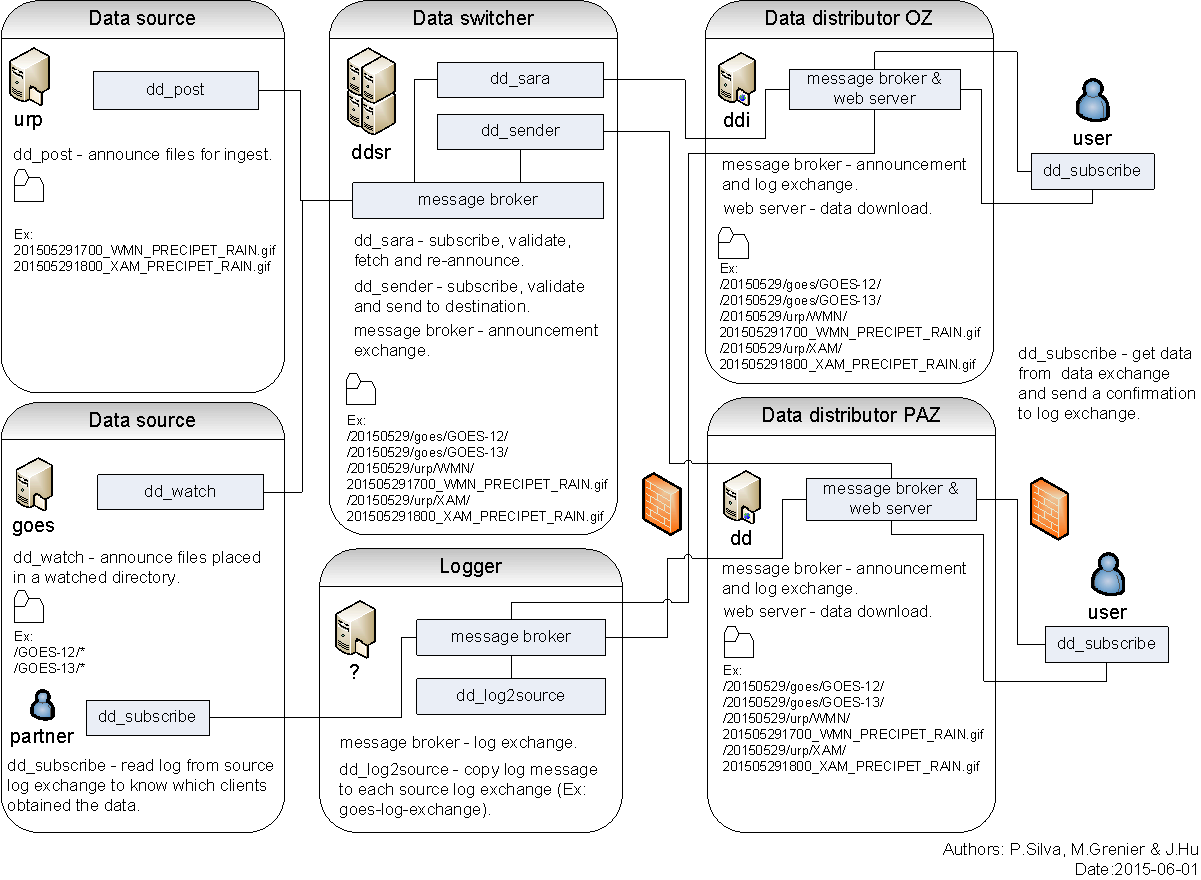 Data source
urp
dd_post
dd_post - announce files for ingest.
Ex:
201505291700_WMN_PRECIPET_RAIN.gif
201505291800_XAM_PRECIPET_RAIN.gif
Data source
goes
dd_watch
dd_watch - announce files placed
in a watched directory.
Ex:
/GOES-12/*
/GOES-13/*
partner
dd_subscribe
dd_subscribe - read log from source
log exchange to know which clients
obtained the data.
Data switcher
ddsr
dd_sara
dd_sender
message broker
dd_sara - subscribe, validate,
fetch and re-announce.
dd_sender - subscribe, validate
and send to destination.
message broker - announcement
exchange.
Ex:
/20150529/goes/GOES-12/
/20150529/goes/GOES-13/
/20150529/urp/WMN/
201505291700_WMN_PRECIPET_RAIN.gif
/20150529/urp/XAM/
201505291800_XAM_PRECIPET_RAIN.gif
Logger
?
message broker
dd_log2source
message broker - log exchange.
dd_log2source - copy log message
to each source log exchange (Ex:
goes-log-exchange).
Data distributor OZ
ddi
message broker &
web server
message broker - announcement
and log exchange.
web server - data download.
Ex:
/20150529/goes/GOES-12/
/20150529/goes/GOES-13/
/20150529/urp/WMN/
201505291700_WMN_PRECIPET_RAIN.gif
/20150529/urp/XAM/
201505291800_XAM_PRECIPET_RAIN.gif
user
dd_subscribe
dd_subscribe - get data
from data exchange
and send a confirmation
to log exchange.
Data distributor PAZ
dd
message broker &
web server
message broker - announcement
and log exchange.
web server - data download.
Ex:
/20150529/goes/GOES-12/
/20150529/goes/GOES-13/
/20150529/urp/WMN/
201505291700_WMN_PRECIPET_RAIN.gif
/20150529/urp/XAM/
201505291800_XAM_PRECIPET_RAIN.gif
user
dd_subscribe
Authors: P.Silva, M.Grenier & J.Hu
Date:2015-06-01